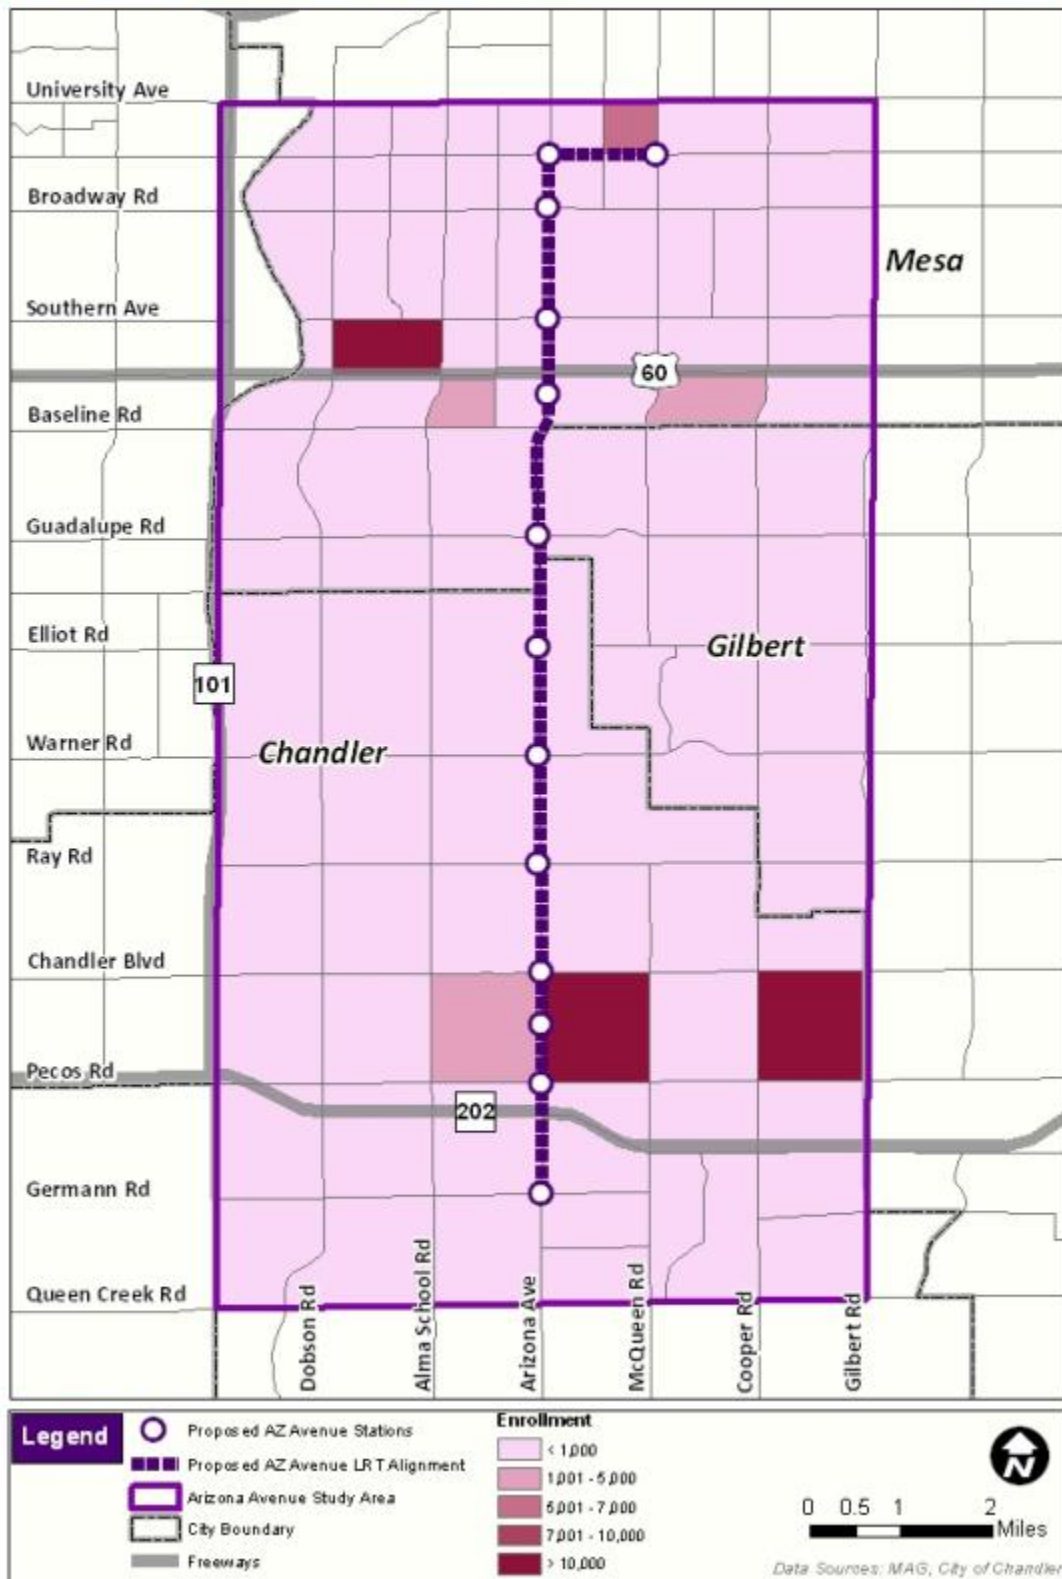 University Ave
Broadway Rd
Mesa
Southern Ave
60
Baseline Rd
Guadalupe Rd
Elliot Rd
Gilbert
101
Warner Rd
Chandler
Ray Rd
Chandler Blvd
Pecos Rd
202
Germann Rd
Queen Creek Rd
Dobson Rd
Alma School Rd
Arizona Ave
McQueen Rd
Cooper Rd
Gilbert Rd
Legend
Proposed AZ Avenue Stations
Proposed AZ Avenue LRT Alignment
Arizona Avenue Study Area
City Boundary
Freeways
Enrollment
< 1,000
1,001 - 5,000
5,001 - 7,000
7,001 - 10,000
> 10,000
N
0 0.5 1 2
Miles
Data Sources: MAG, City of Chandler